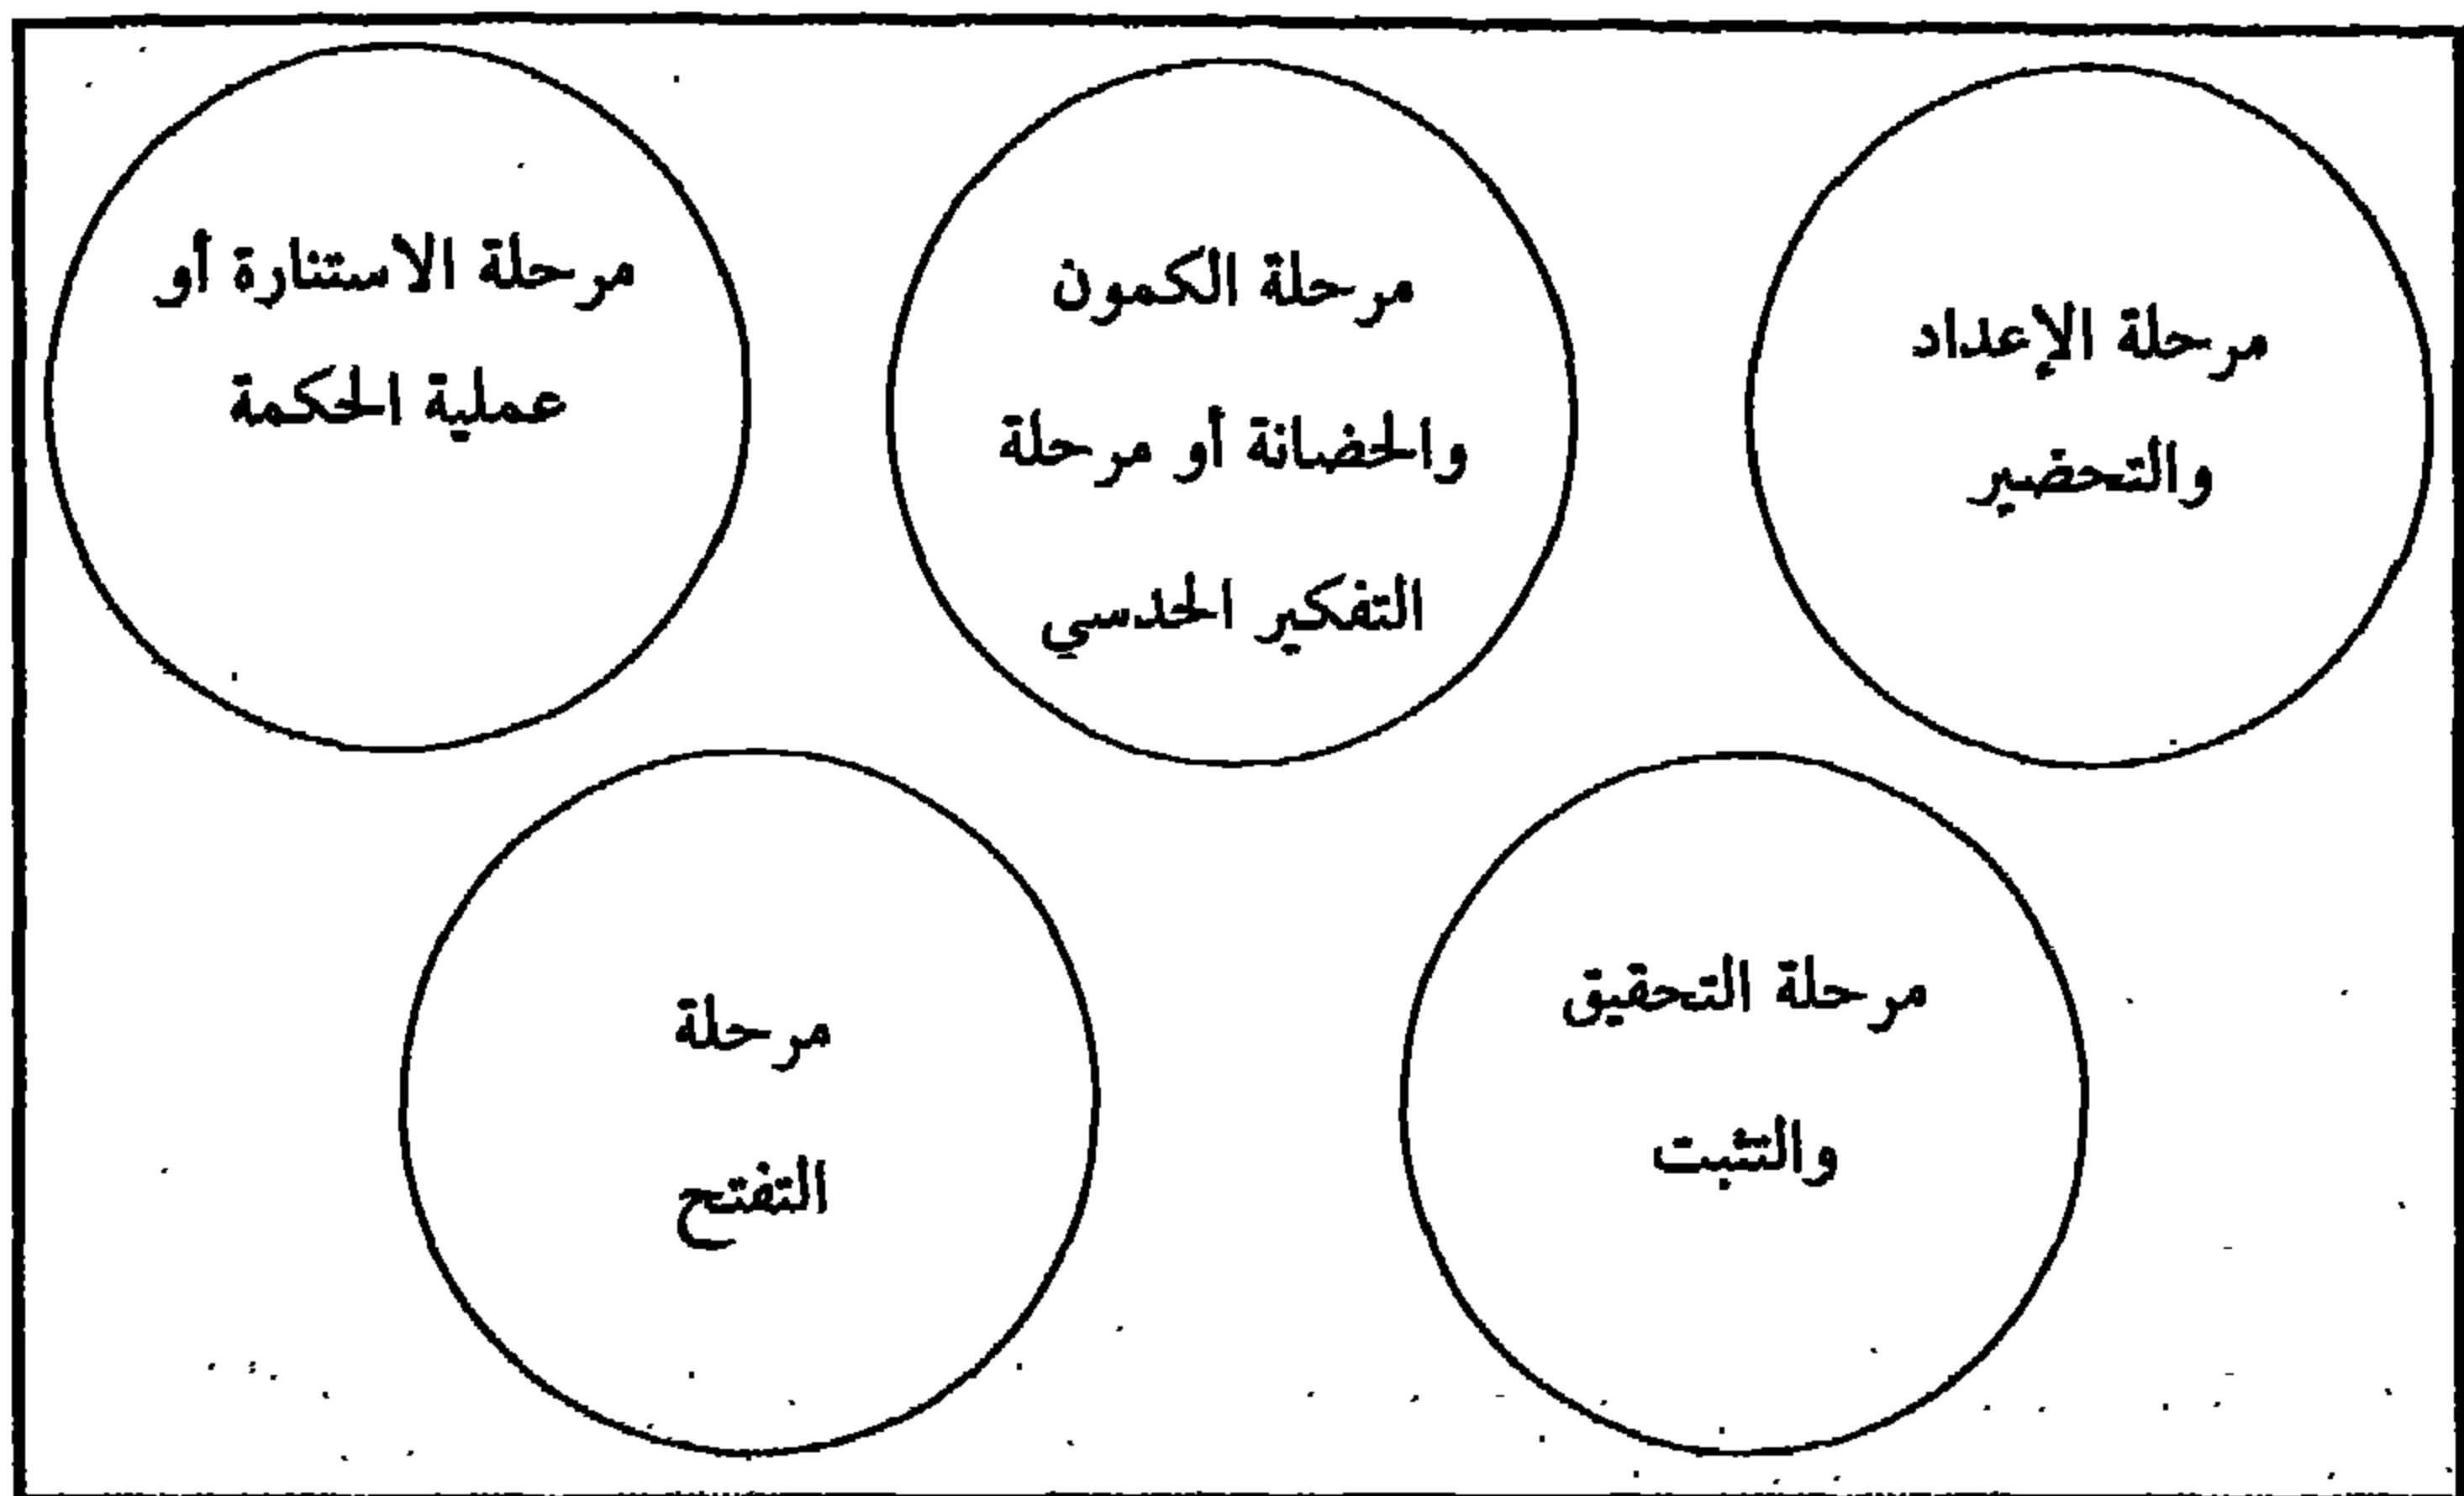 مرحلة الإعداد
والتحضير
مرحلة الكمون
والحضانة أو مرحلة
التفكير الحدسي
مرحلة الاستنارة أو
عملية الحكمة
مرحلة التحقيق
والتثبت
مرحلة
التفتح